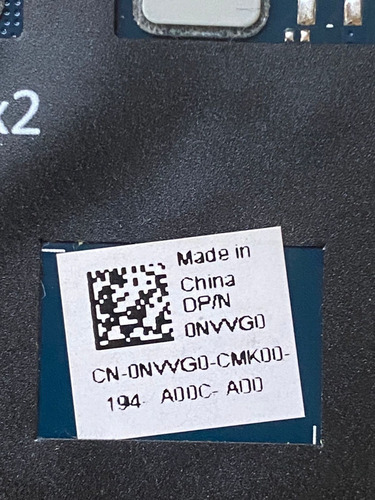 x2
Made in
China
DP/N
0NVVG0
CN-0NVVG0-CMK00-
194- A00C- A00